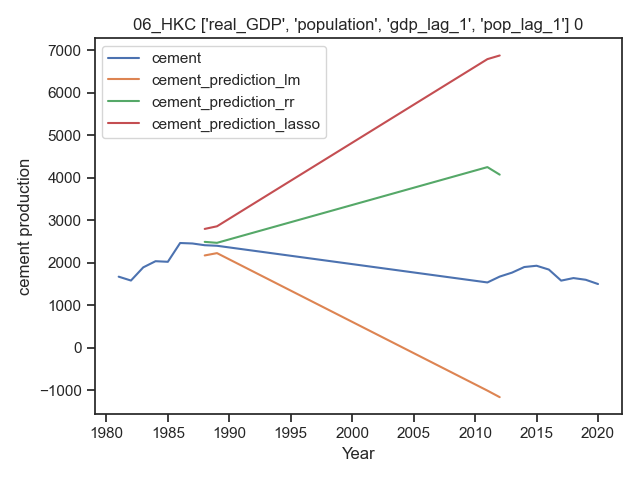 06_HKC ['real_GDP', 'population', 'gdp_lag_1', 'pop_lag_1'] 0
cement
cement_prediction_lm
cement_prediction_rr
cement_prediction_lasso
7000
6000
5000
4000
3000
2000
1000
0
−1000
cement production
1980
1985
1990
1995
2000
2005
2010
2015
2020
Year